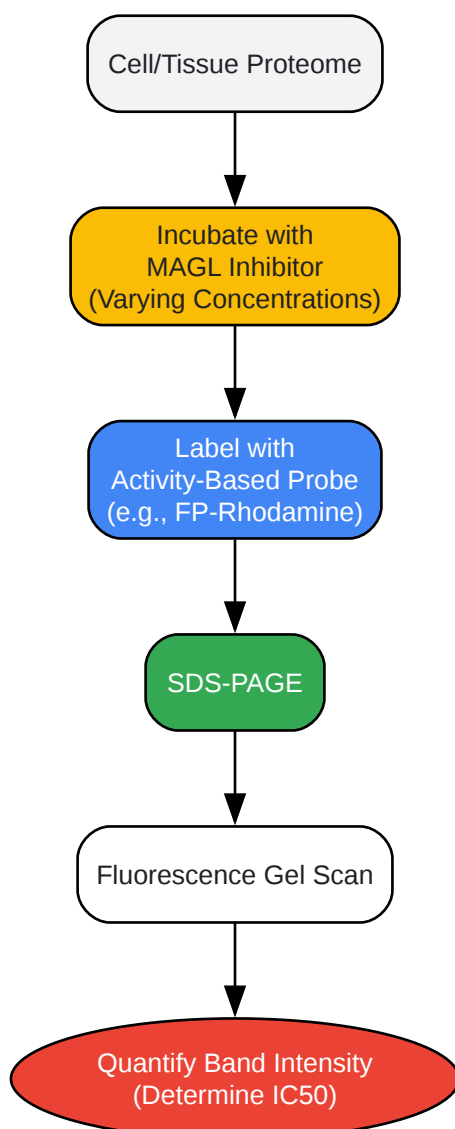 Cell/Tissue Proteome
Incubate with
MAGL Inhibitor
(Varying Concentrations)
Label with
Activity-Based Probe
(e.g., FP-Rhodamine)
SDS-PAGE
Fluorescence Gel Scan
Quantify Band Intensity
(Determine IC50)